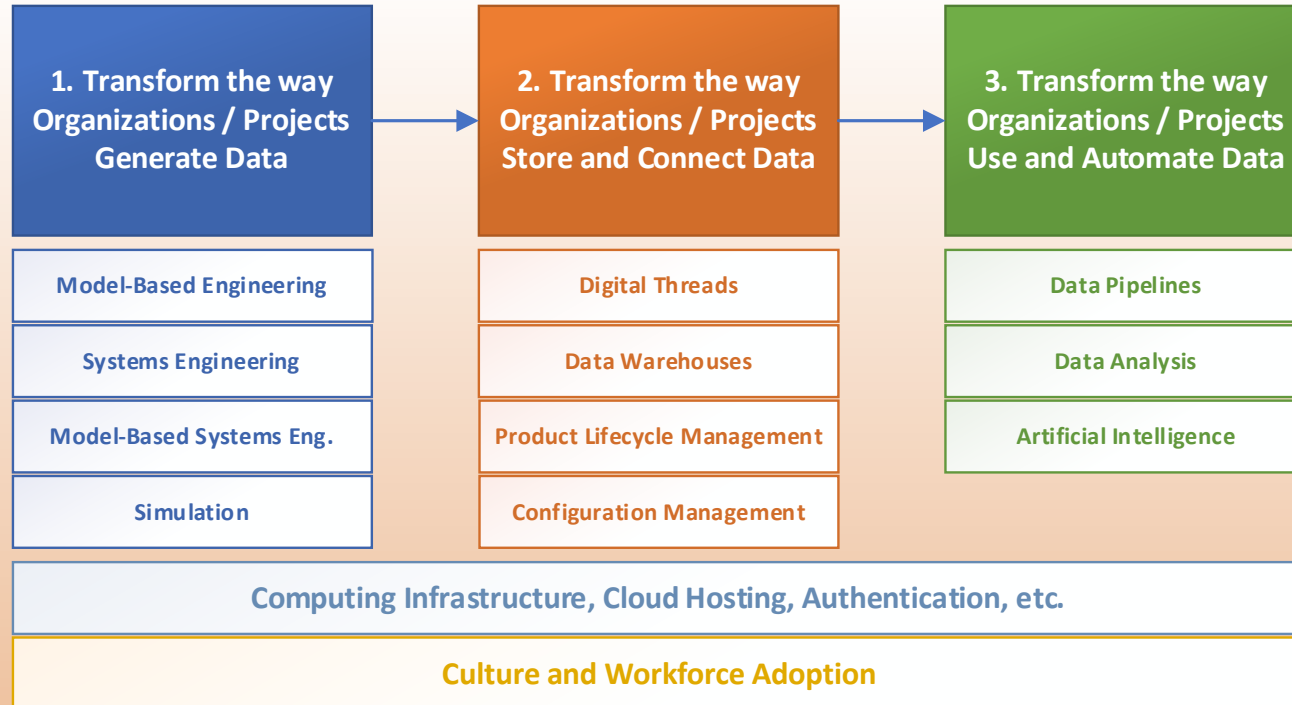 1. Transform the way
Organizations / Projects
Generate Data
2. Transform the way
Organizations / Projects
Store and Connect Data
3. Transform the way
Organizations / Projects
Use and Automate Data
Model-Based Engineering
Systems Engineering
Model-Based Systems Eng.
Simulation
Digital Threads
Data Warehouses
Product Lifecycle Management
Configuration Management
Data Pipelines
Data Analysis
Artificial Intelligence
Computing Infrastructure, Cloud Hosting, Authentication, etc.
Culture and Workforce Adoption